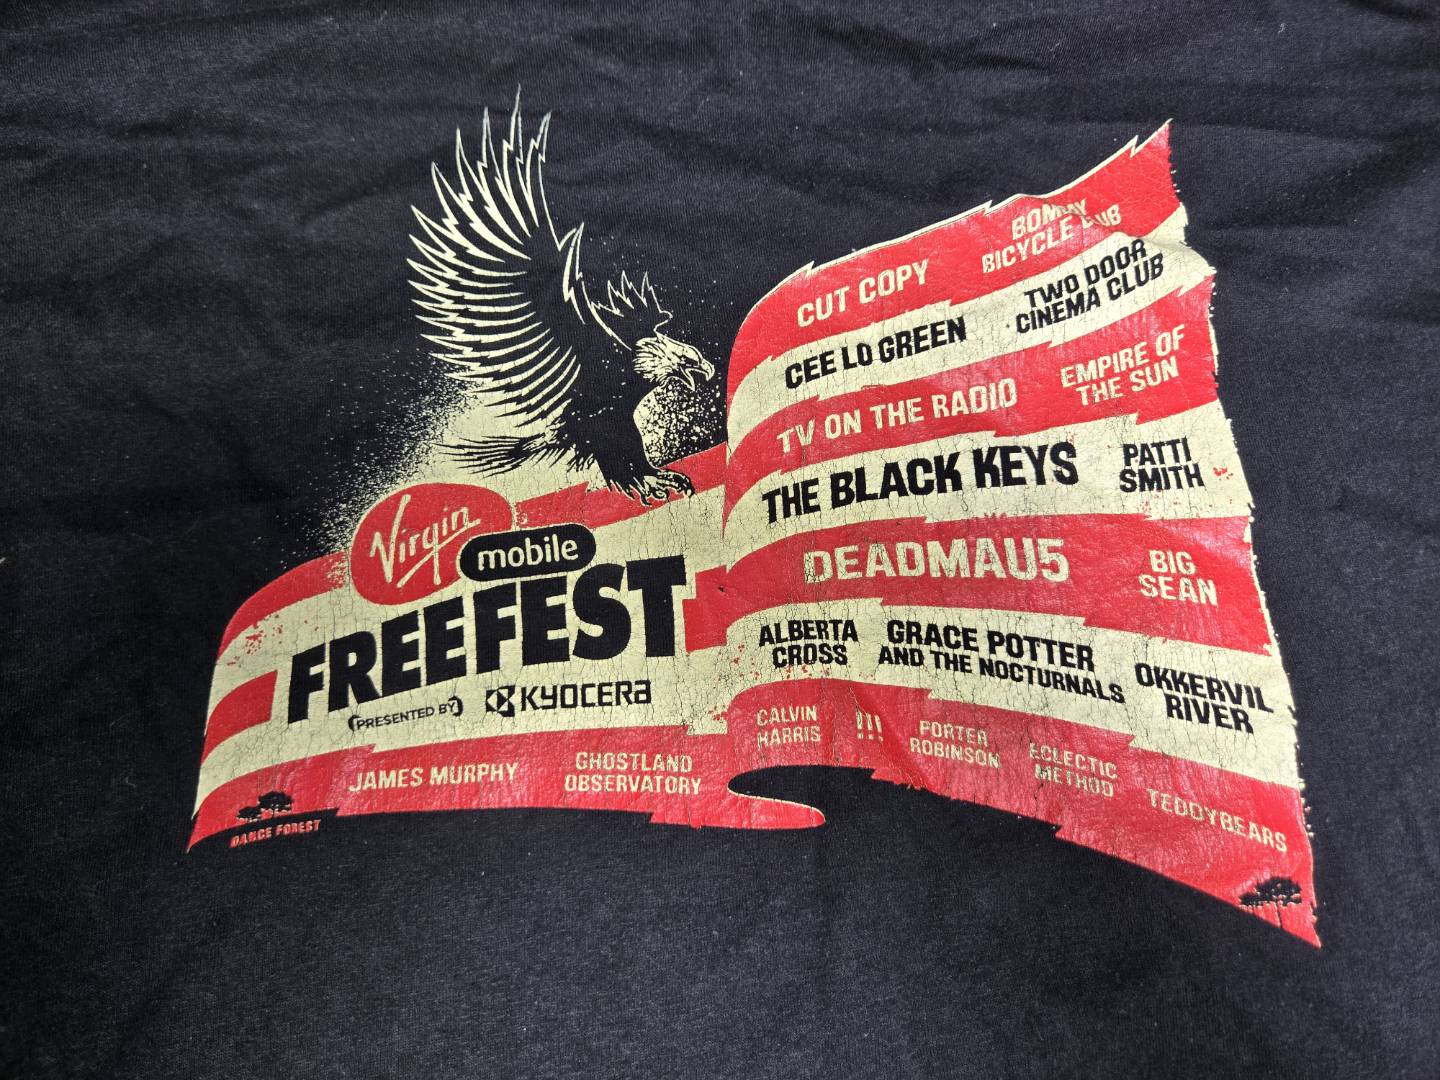 CUT COPY
BOMBAY
BICYCLE CLUB
CEE LO GREEN
TWO DOOR
CINEMA CLUB
TV ON THE RADIO
EMPIRE OF
THE SUN
THE BLACK KEYS
PATTI
SMITH
DEADMAU5
BIG
SEAN
ALBERTA
CROSS
GRACE POTTER
AND THE NOCTURNALS
OKKERVIL
RIVER
CALVIN
HARRIS
!!!
PORTER
ROBINSON
ECLECTIC
METHOD
TEDDYBEARS
Virgin
mobile
FREEFEST
(PRESENTED BY)
KYOCERA
JAMES MURPHY
GHOSTLAND
OBSERVATORY
DANCE FOREST